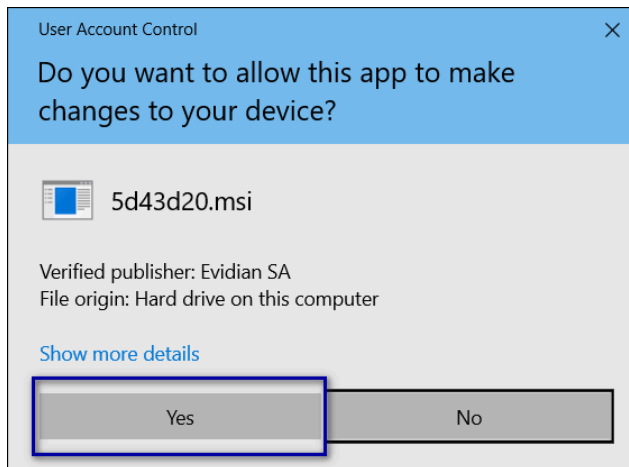 User Account Control
Do you want to allow this app to make
changes to your device?
5d43d20.msi
Verified publisher: Evidian SA
File origin: Hard drive on this computer
Show more details
Yes
No